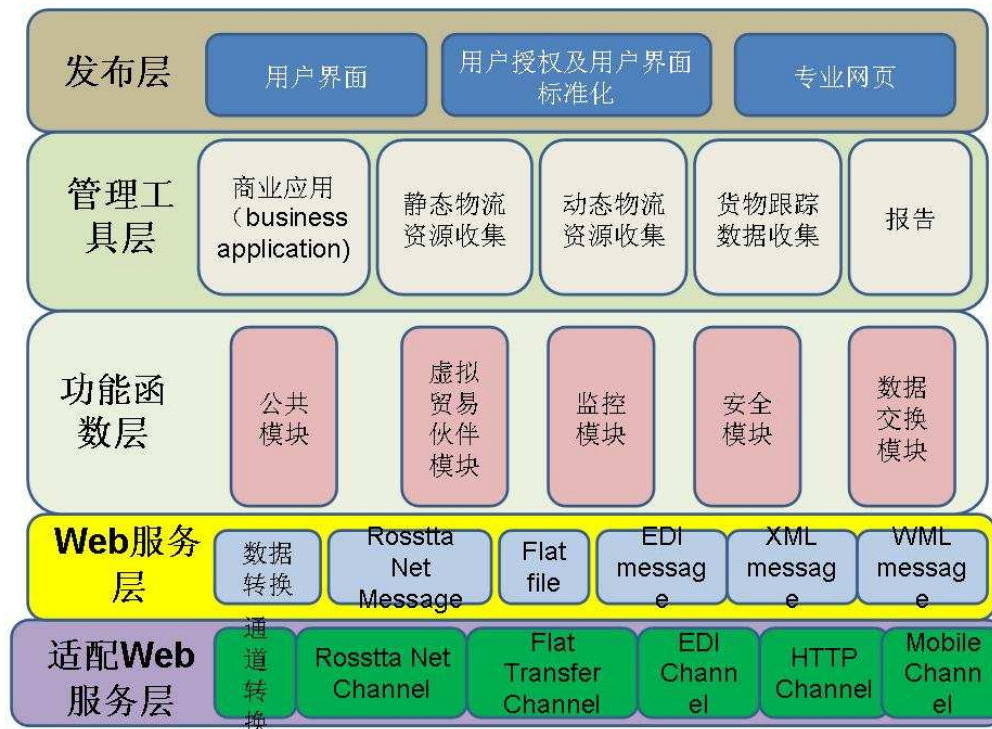 发布层
用户界面
用户授权及用户界面
标准化
专业网页
管理工
具层
商业应用
（business
application)
静态物流
资源收集
动态物流
资源收集
货物跟踪
数据收集
报告
功能函
数层
公共
模块
虚拟
贸易
伙伴
模块
监控
模块
安全
模块
数据
交换
模块
Web服务
层
数据
转换
Rosstta
Net
Message
Flat
file
EDI
messag
e
XML
messag
e
WML
messag
e
适配Web
服务层
通
道
转
换
Rosstta Net
Channel
Flat
Transfer
Channel
EDI
Chann
el
HTTP
Channel
Mobile
Chann
el